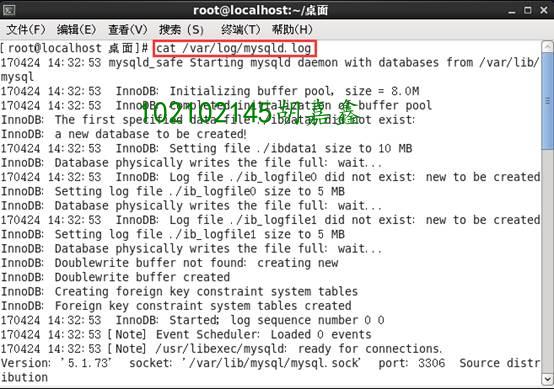 root@localhost:~/桌面
文件(F) 编辑(E) 查看(V) 搜索 (S) 终端(T) 帮助(H)
[root@localhost 桌面]# cat /var/log/mysqld.log
170424 14:32:53 mysqld_safe Starting mysqld daemon with databases from /var/lib/
mysql
170424 14:32:53  InnoDB: Initializing buffer pool, size = 8.0M
170424 14:32:53  InnoDB: Completed initialization of buffer pool
102102145胡嘉鑫
InnoDB: The first specified data file ./ibdata1 did not exist:
InnoDB: a new database to be created!
170424 14:32:53  InnoDB: Setting file ./ibdata1 size to 10 MB
InnoDB: Database physically writes the file full: wait...
170424 14:32:53  InnoDB: Log file ./ib_logfile0 did not exist: new to be created
InnoDB: Setting log file ./ib_logfile0 size to 5 MB
InnoDB: Database physically writes the file full: wait...
170424 14:32:53  InnoDB: Log file ./ib_logfile1 did not exist: new to be created
InnoDB: Setting log file ./ib_logfile1 size to 5 MB
InnoDB: Database physically writes the file full: wait...
InnoDB: Doublewrite buffer not found: creating new
InnoDB: Doublewrite buffer created
InnoDB: Creating foreign key constraint system tables
InnoDB: Foreign key constraint system tables created
170424 14:32:53  InnoDB: Started; log sequence number 0 0
170424 14:32:53 [Note] Event Scheduler: Loaded 0 events
170424 14:32:53 [Note] /usr/libexec/mysqld: ready for connections.
Version: '5.1.73'  socket: '/var/lib/mysql/mysql.sock'  port: 3306  Source distr
ibution